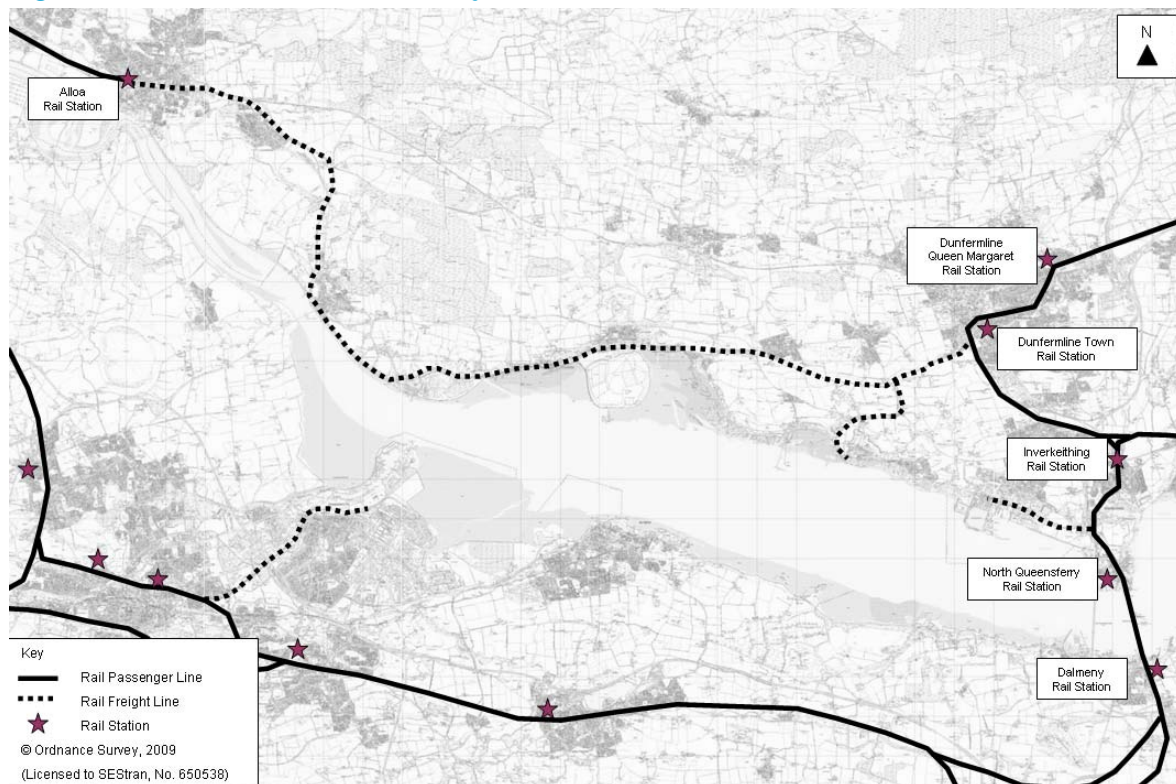 N
Alloa
Rail Station
Dunfermline
Queen Margaret
Rail Station
Dunfermline Town
Rail Station
Inverkeithing
Rail Station
North Queensferry
Rail Station
Dalmeny
Rail Station
Key
Rail Passenger Line
Rail Freight Line
Rail Station
© Ordnance Survey, 2009
(Licensed to SEStran, No. 650538)